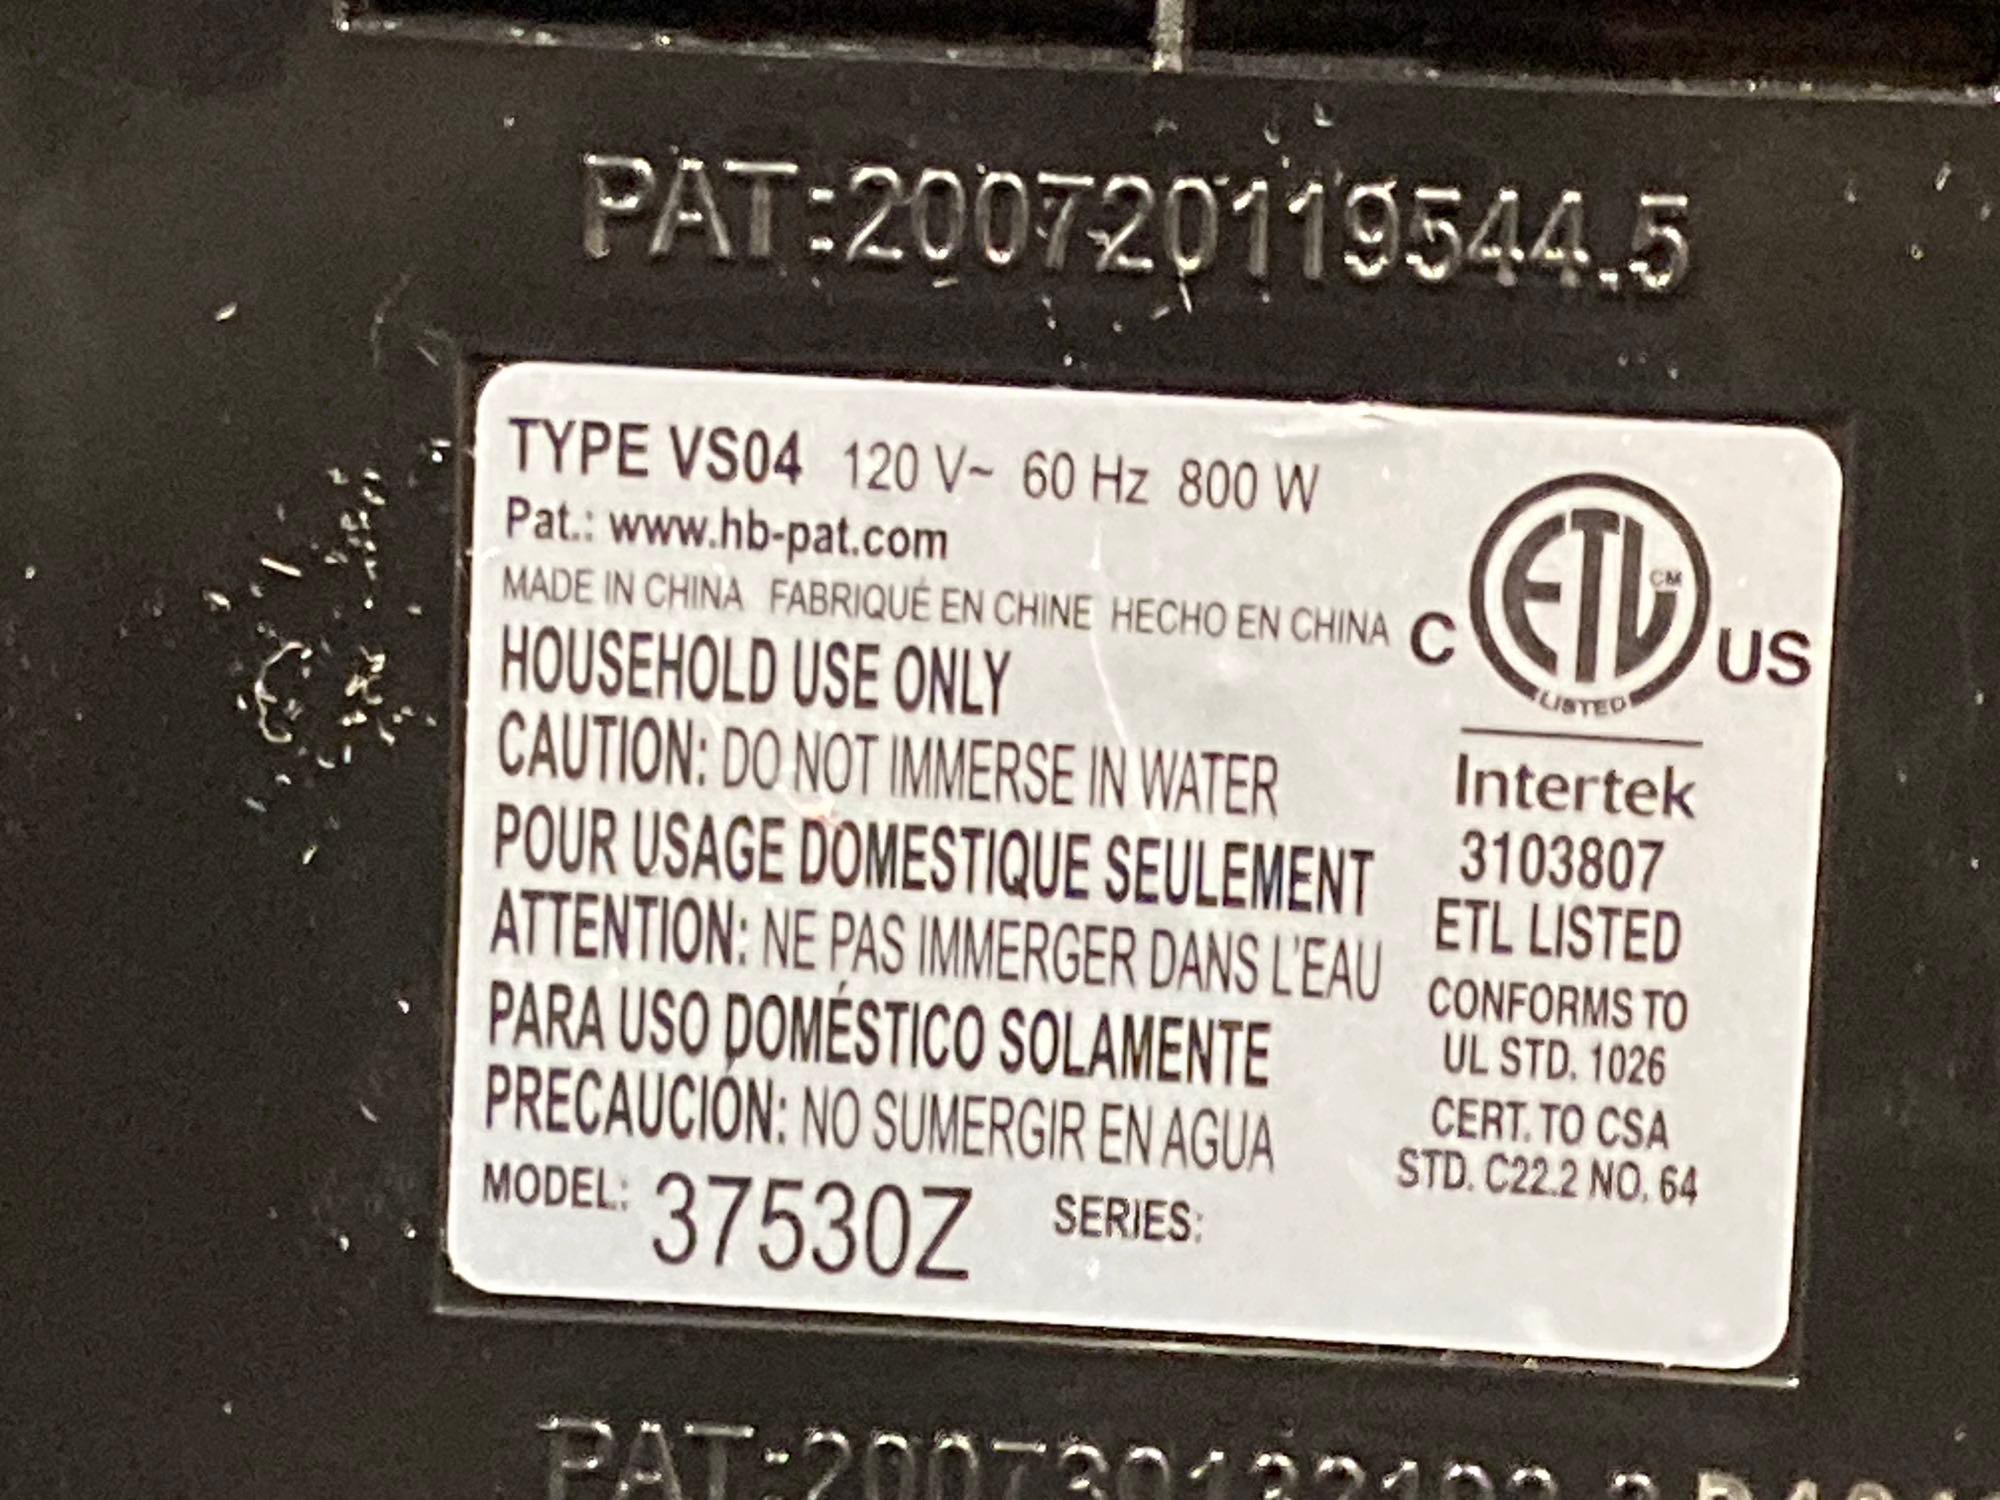 PAT:200720119544.5
TYPE VS04 120 V~ 60 Hz 800 W
Pat.: www.hb-pat.com
MADE IN CHINA FABRIQUÉ EN CHINE HECHO EN CHINA
HOUSEHOLD USE ONLY
CAUTION: DO NOT IMMERSE IN WATER
POUR USAGE DOMESTIQUE SEULEMENT
ATTENTION: NE PAS IMMERGER DANS L'EAU
PARA USO DOMÉSTICO SOLAMENTE
PRECAUCIÓN: NO SUMERGIR EN AGUA
MODEL: 37530Z SERIES:
C ETL CM US
LISTED
Intertek
3103807
ETL LISTED
CONFORMS TO
UL STD. 1026
CERT. TO CSA
STD. C22.2 NO. 64